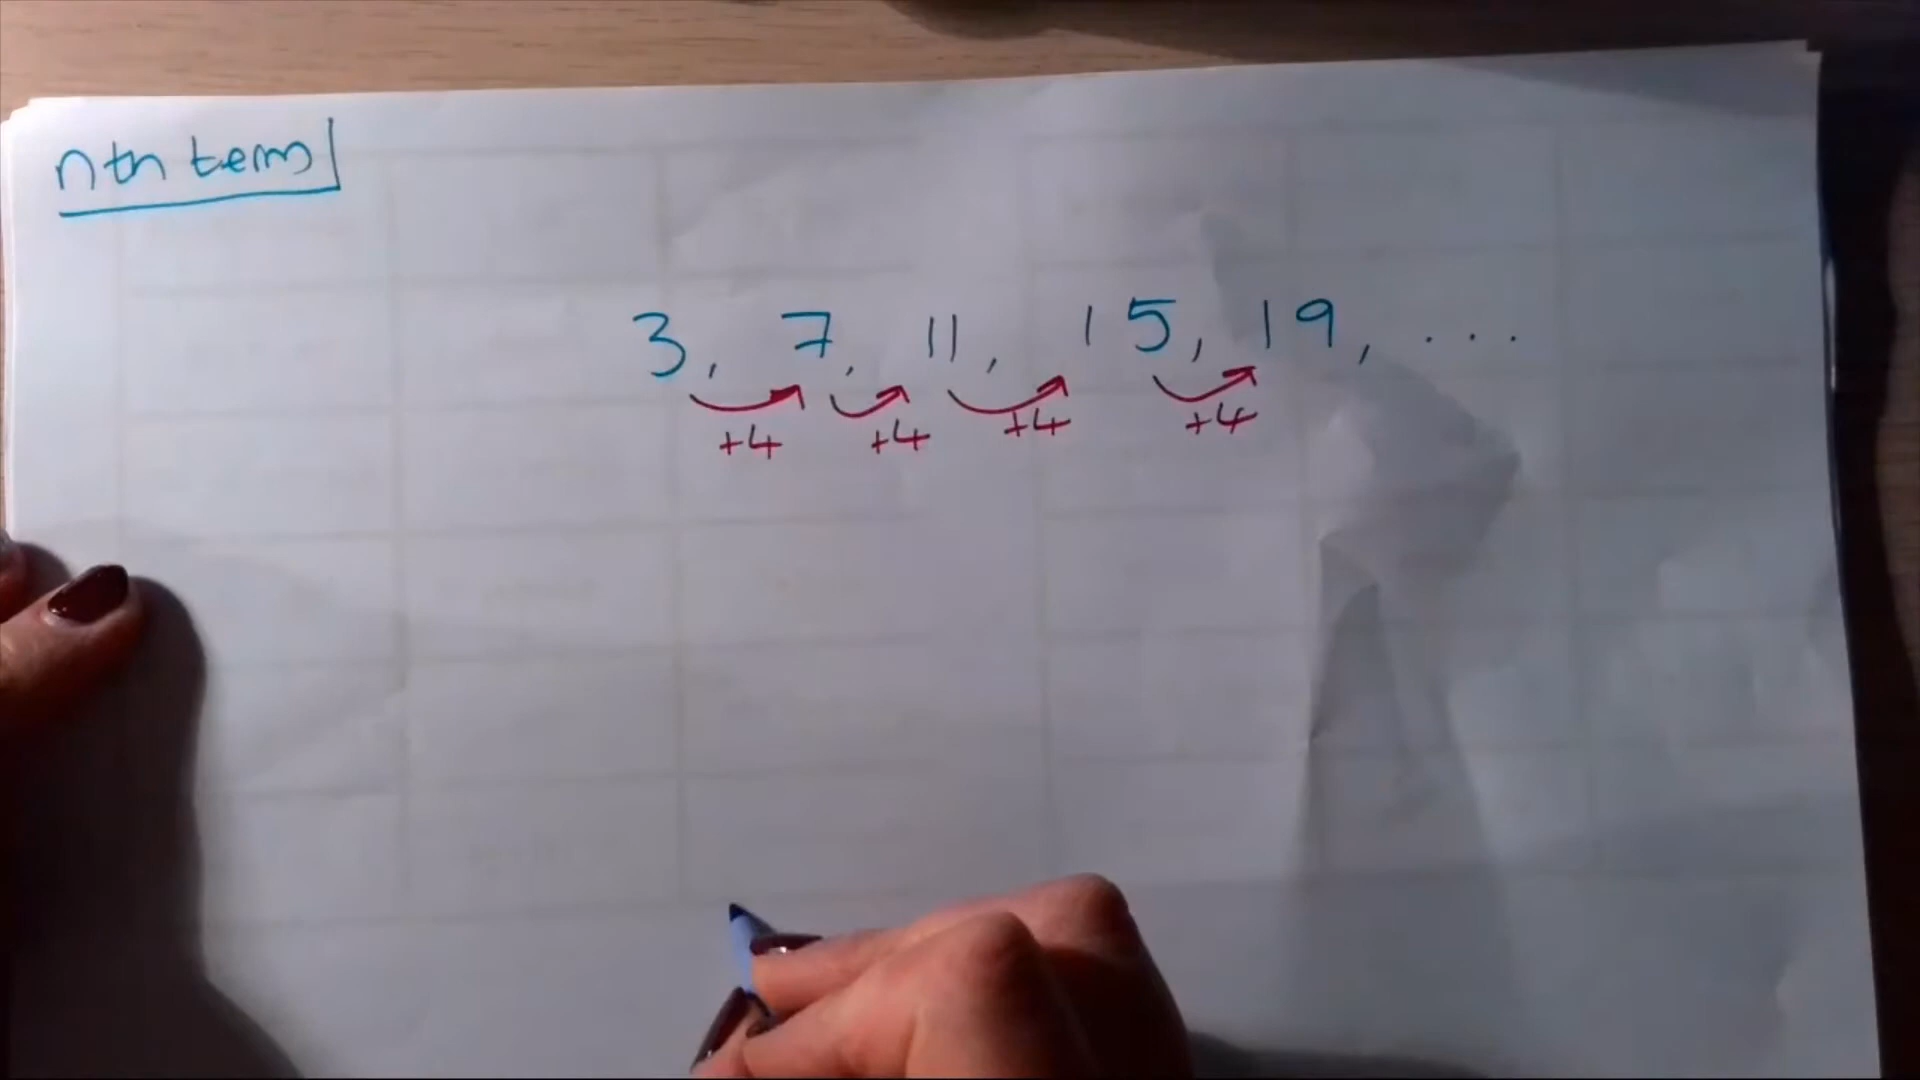 nth term
3, 7, 11, 15, 19, ...
+4 +4 +4 +4